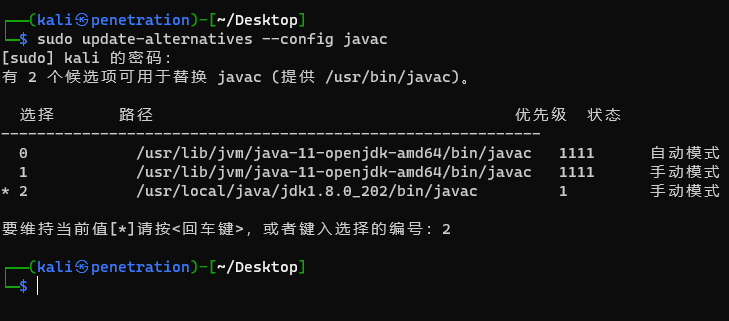 ┌──(kali㉿penetration)-[~/Desktop]
└─$ sudo update-alternatives --config javac
[sudo] kali 的密码：
有 2 个候选项可用于替换 javac (提供 /usr/bin/javac)。
选择 路径 优先级 状态
------------------------------------------------------------
0 /usr/lib/jvm/java-11-openjdk-amd64/bin/javac 1111 自动模式
1 /usr/lib/jvm/java-11-openjdk-amd64/bin/javac 1111 手动模式
* 2 /usr/local/java/jdk1.8.0_202/bin/javac 1 手动模式
要维持当前值[*]请按<回车键>，或者键入选择的编号：2
┌──(kali㉿penetration)-[~/Desktop]
└─$